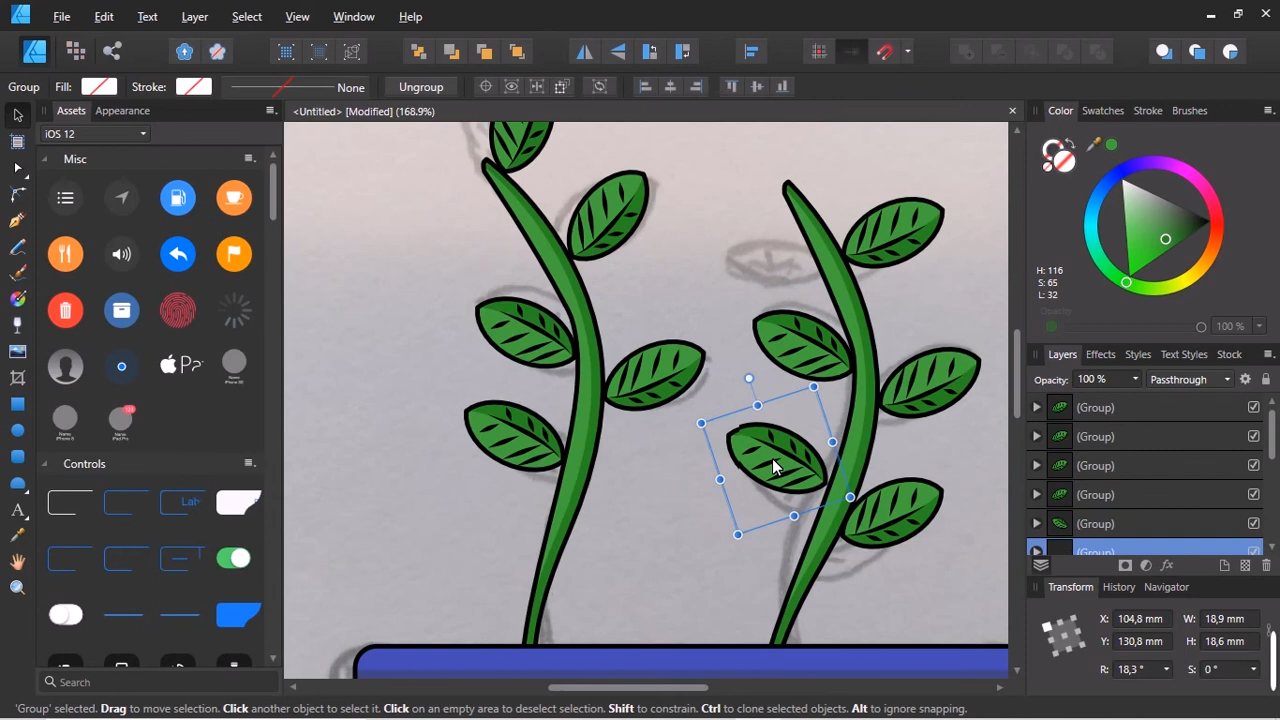 File Edit Text Layer Select View Window Help
Group Fill: Stroke: None Ungroup
Assets Appearance
<Untitled> [Modified] (168.9%)
Color Swatches Stroke Brushes
iOS 12
Misc
H: 116
S: 65
L: 32
Opacity
100 %
Layers Effects Styles Text Styles Stock
Opacity: 100 % Passthrough
(Group)
(Group)
(Group)
(Group)
(Group)
(Group)
Controls
Transform History Navigator
X: 104,8 mm W: 18,9 mm
Y: 130,8 mm H: 18,6 mm
R: 18,3 ° S: 0 °
Search
'Group' selected. Drag to move selection. Click another object to select it. Click on an empty area to deselect selection. Shift to constrain. Ctrl to clone selected objects. Alt to ignore snapping.